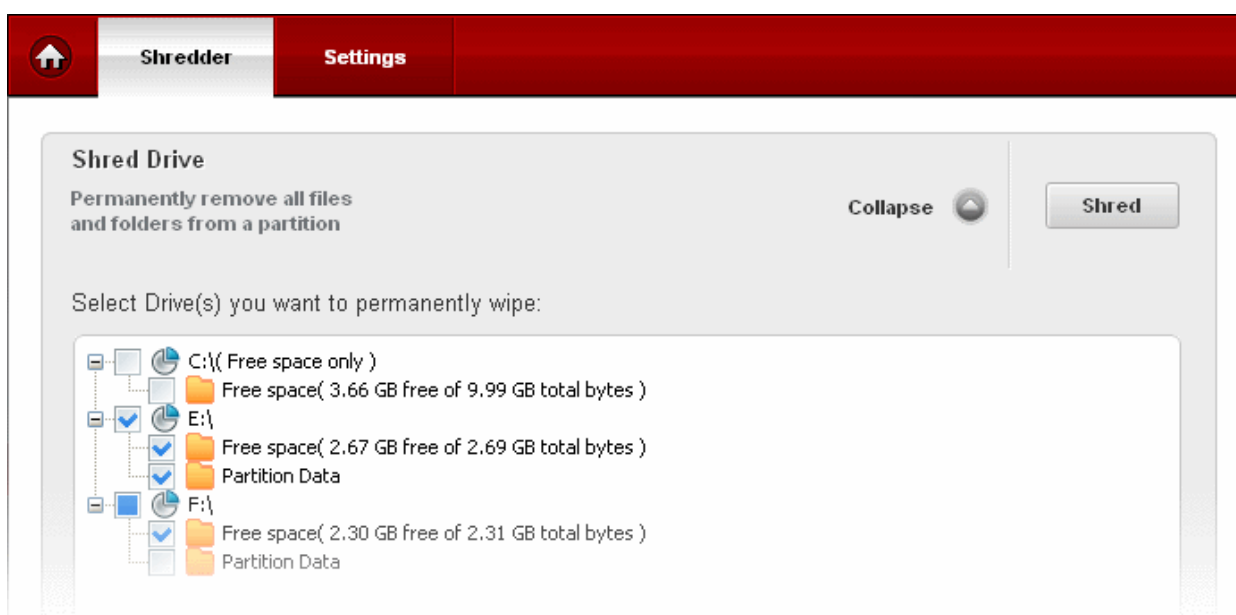 Shredder
Settings
Shred Drive
Permanently remove all files
and folders from a partition
Collapse
Shred
Select Drive(s) you want to permanently wipe:
C:\( Free space only )
Free space( 3.66 GB free of 9.99 GB total bytes )
E:\
Free space( 2.67 GB free of 2.69 GB total bytes )
Partition Data
F:\
Free space( 2.30 GB free of 2.31 GB total bytes )
Partition Data